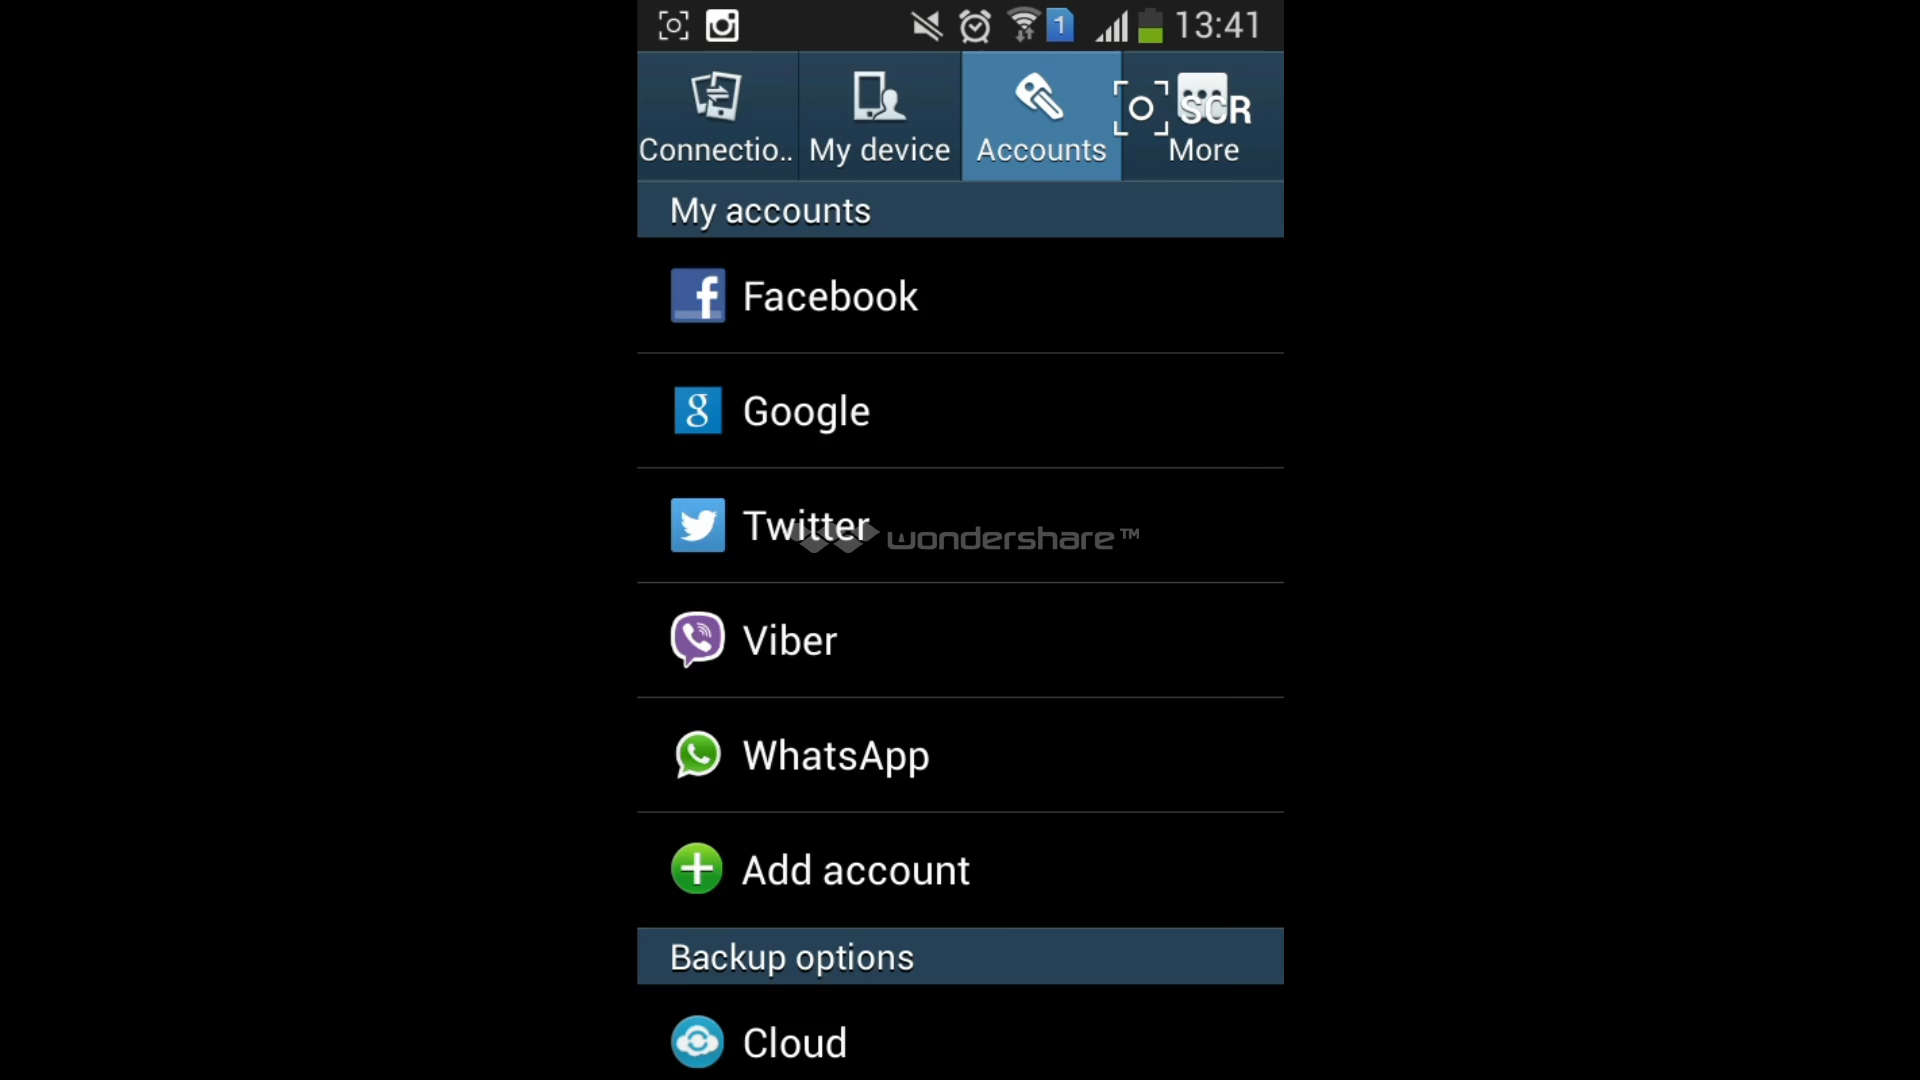 1 13:41
SCR
Connectio.. My device Accounts More
My accounts
Facebook
Google
Twitter
wondershare™
Viber
WhatsApp
Add account
Backup options
Cloud